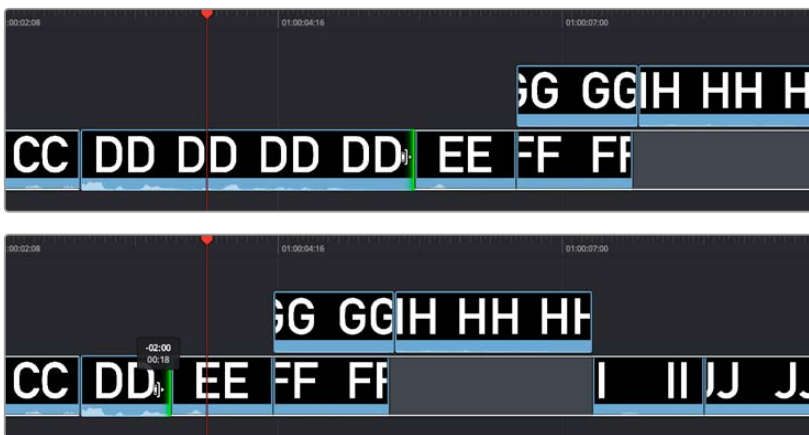 :00:02:08 01:00:04:16 01:00:07:00
GG GG HH HH H
CC DD DD DD DD EE FF FF
:00:02:08 01:00:04:16 01:00:07:00
GG GG HH HH HH
-02:00
00:18
CC DD EE FF FF I II JJ JJ